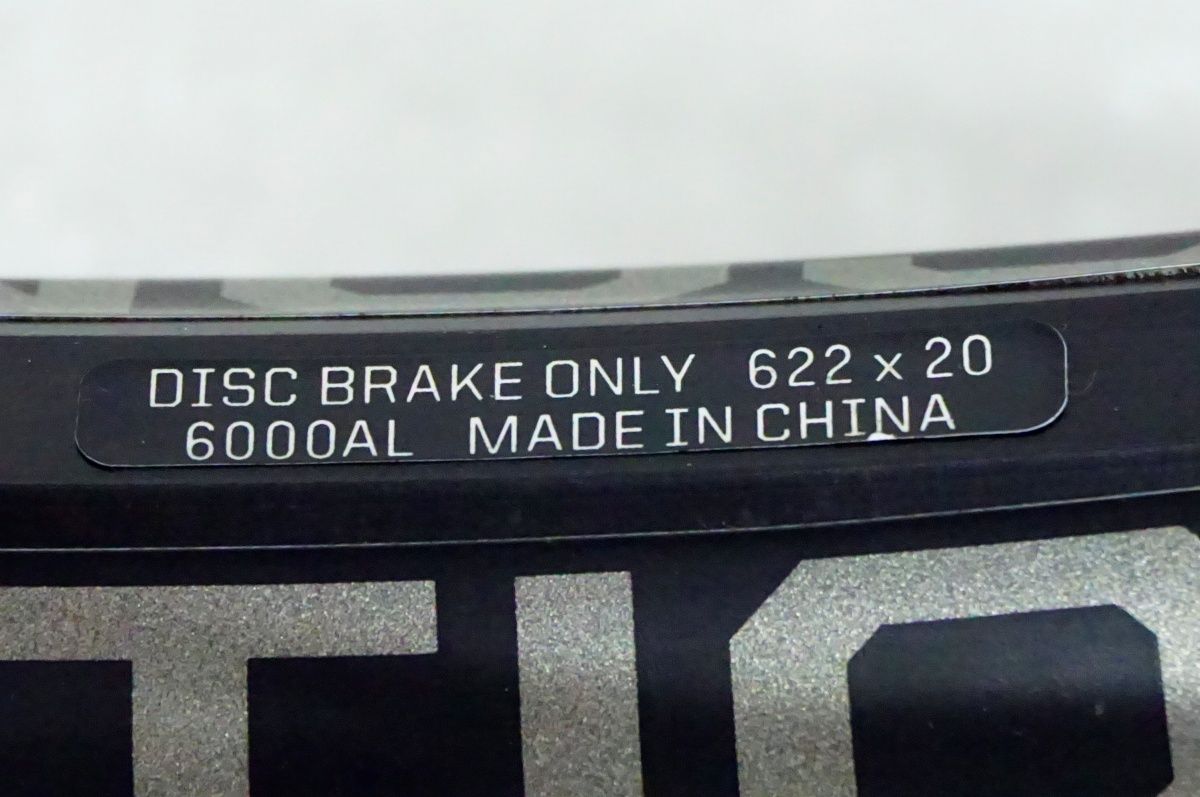 DISC BRAKE ONLY 622 x 20
6000AL MADE IN CHINA